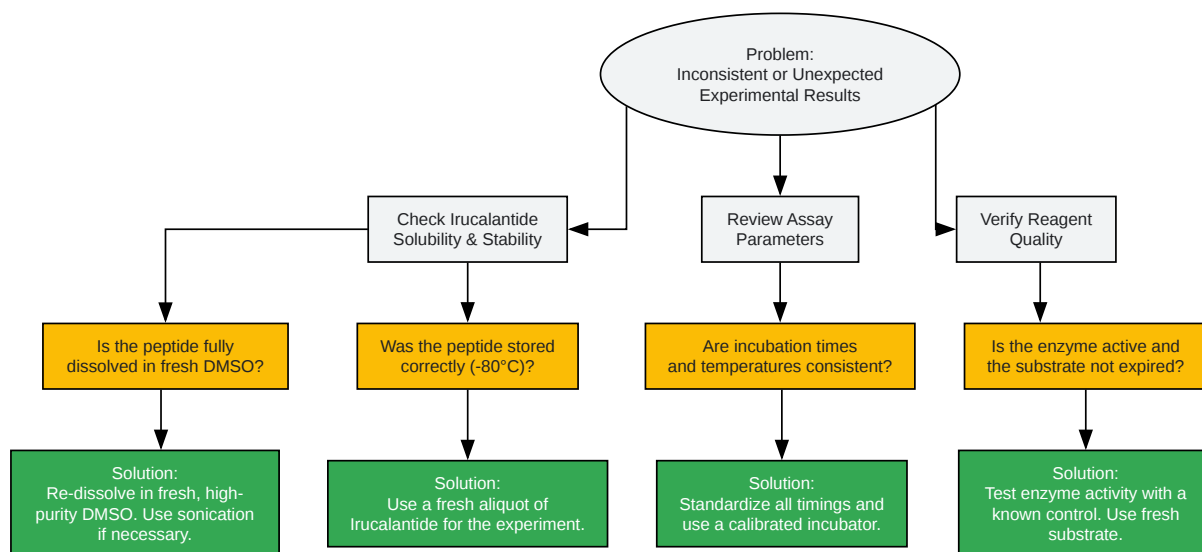 Problem:
Inconsistent or Unexpected
Experimental Results
Check Irucalantide
Solubility & Stability
Review Assay
Parameters
Verify Reagent
Quality
Is the peptide fully
dissolved in fresh DMSO?
Was the peptide stored
correctly (-80°C)?
Are incubation times
and temperatures consistent?
Is the enzyme active and
the substrate not expired?
Solution:
Re-dissolve in fresh, high-
purity DMSO. Use sonication
if necessary.
Solution:
Use a fresh aliquot of
Irucalantide for the experiment.
Solution:
Standardize all timings and
use a calibrated incubator.
Solution:
Test enzyme activity with a
known control. Use fresh
substrate.